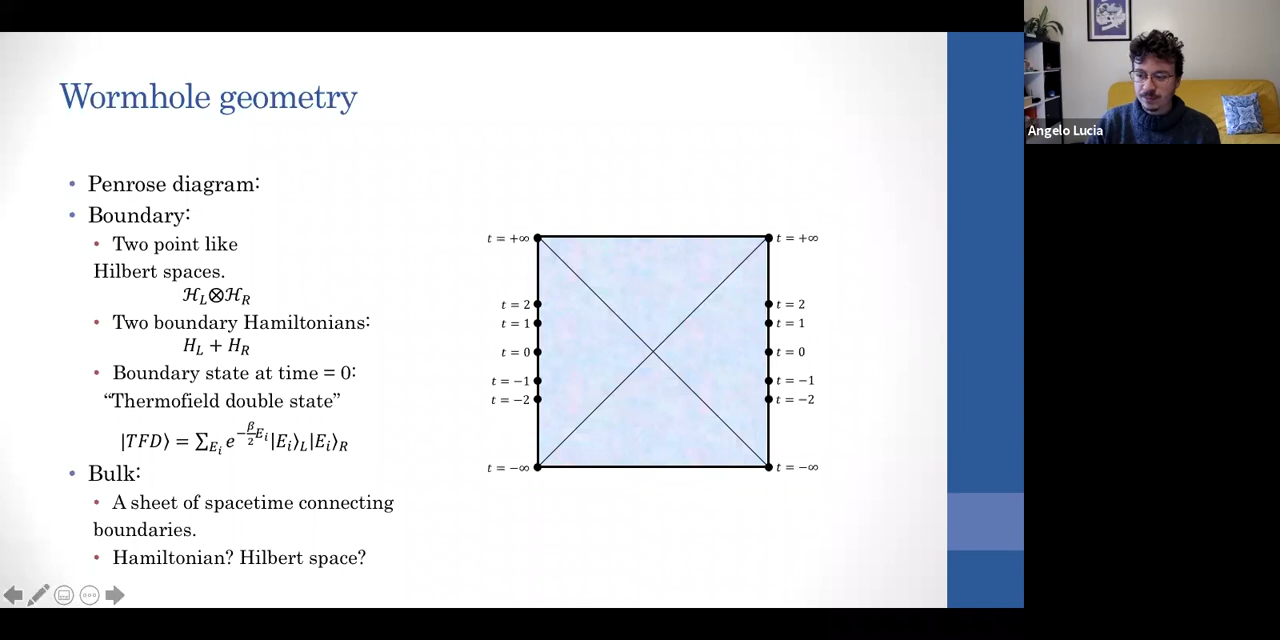 Wormhole geometry
• Penrose diagram:
• Boundary:
• Two point like
Hilbert spaces.
ℋ_L⊗ℋ_R
• Two boundary Hamiltonians:
H_L + H_R
• Boundary state at time = 0:
“Thermofield double state”
|TFD⟩ = ∑_{E_i} e^{-\frac{β}{2}E_i}|E_i⟩_L|E_i⟩_R
• Bulk:
• A sheet of spacetime connecting
boundaries.
• Hamiltonian? Hilbert space?
t = +∞
t = 2
t = 1
t = 0
t = −1
t = −2
t = −∞
t = +∞
t = 2
t = 1
t = 0
t = −1
t = −2
t = −∞
Angelo Lucia